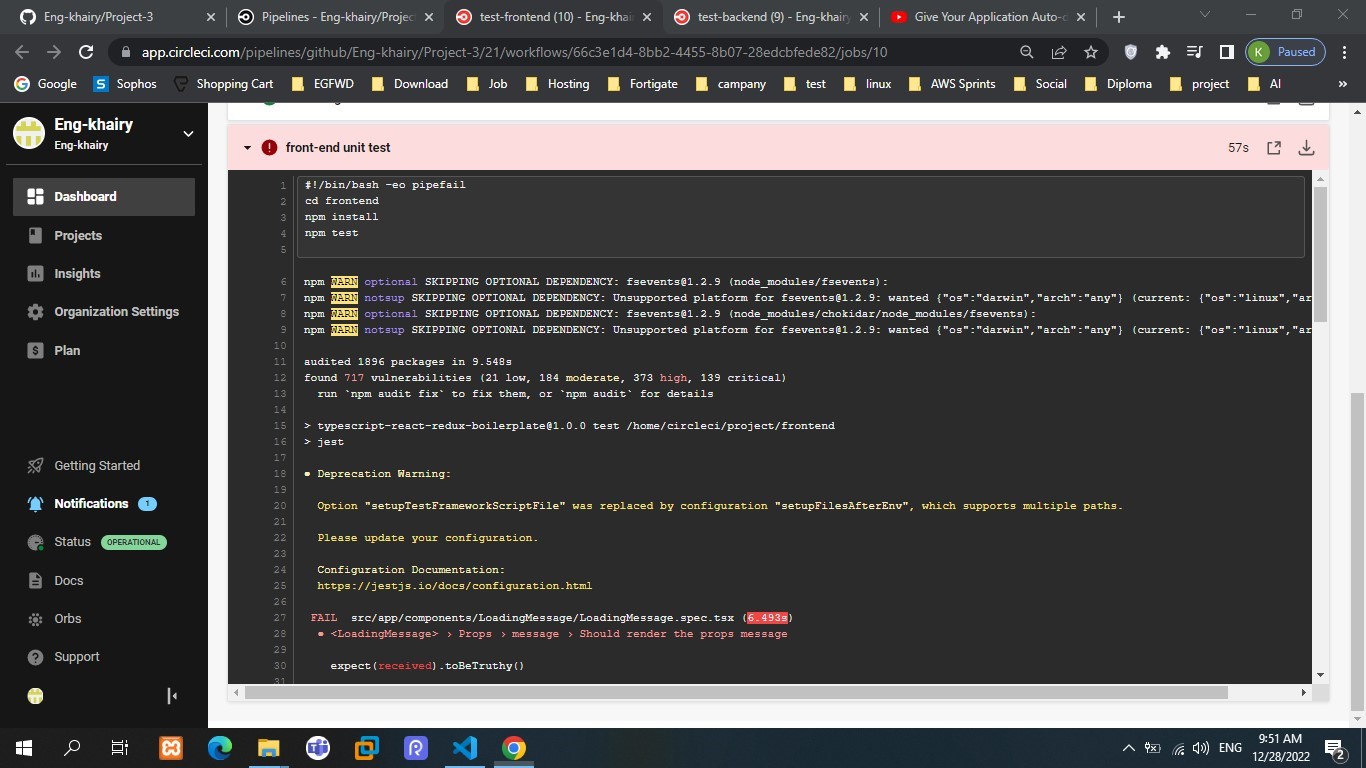 Eng-khairy/Project-3
Pipelines - Eng-khairy/Projec
test-frontend (10) - Eng-khai
test-backend (9) - Eng-khairy
Give Your Application Auto-
app.circleci.com/pipelines/github/Eng-khairy/Project-3/21/workflows/66c3e1d4-8bb2-4455-8b07-28edcbfede82/jobs/10
K Paused
Google Sophos Shopping Cart EGFWD Download Job Hosting Fortigate campany test linux AWS Sprints Social Diploma project AI »
Eng-khairy
Eng-khairy
Dashboard
Projects
Insights
Organization Settings
Plan
Getting Started
Notifications 1
Status OPERATIONAL
Docs
Orbs
Support
front-end unit test 57s
1 #!/bin/bash -eo pipefail
2 cd frontend
3 npm install
4 npm test
5
6 npm WARN optional SKIPPING OPTIONAL DEPENDENCY: fsevents@1.2.9 (node_modules/fsevents):
7 npm WARN notsup SKIPPING OPTIONAL DEPENDENCY: Unsupported platform for fsevents@1.2.9: wanted {"os":"darwin","arch":"any"} (current: {"os":"linux","ar
8 npm WARN optional SKIPPING OPTIONAL DEPENDENCY: fsevents@1.2.9 (node_modules/chokidar/node_modules/fsevents):
9 npm WARN notsup SKIPPING OPTIONAL DEPENDENCY: Unsupported platform for fsevents@1.2.9: wanted {"os":"darwin","arch":"any"} (current: {"os":"linux","ar
10
11 audited 1896 packages in 9.548s
12 found 717 vulnerabilities (21 low, 184 moderate, 373 high, 139 critical)
13 run `npm audit fix` to fix them, or `npm audit` for details
14
15 > typescript-react-redux-boilerplate@1.0.0 test /home/circleci/project/frontend
16 > jest
17
18 ● Deprecation Warning:
19
20 Option "setupTestFrameworkScriptFile" was replaced by configuration "setupFilesAfterEnv", which supports multiple paths.
21
22 Please update your configuration.
23
24 Configuration Documentation:
25 https://jestjs.io/docs/configuration.html
26
27 FAIL src/app/components/LoadingMessage/LoadingMessage.spec.tsx (6.493s)
28 ● <LoadingMessage> › Props › message › Should render the props message
29
30 expect(received).toBeTruthy()
31
ENG
9:51 AM
12/28/2022
2